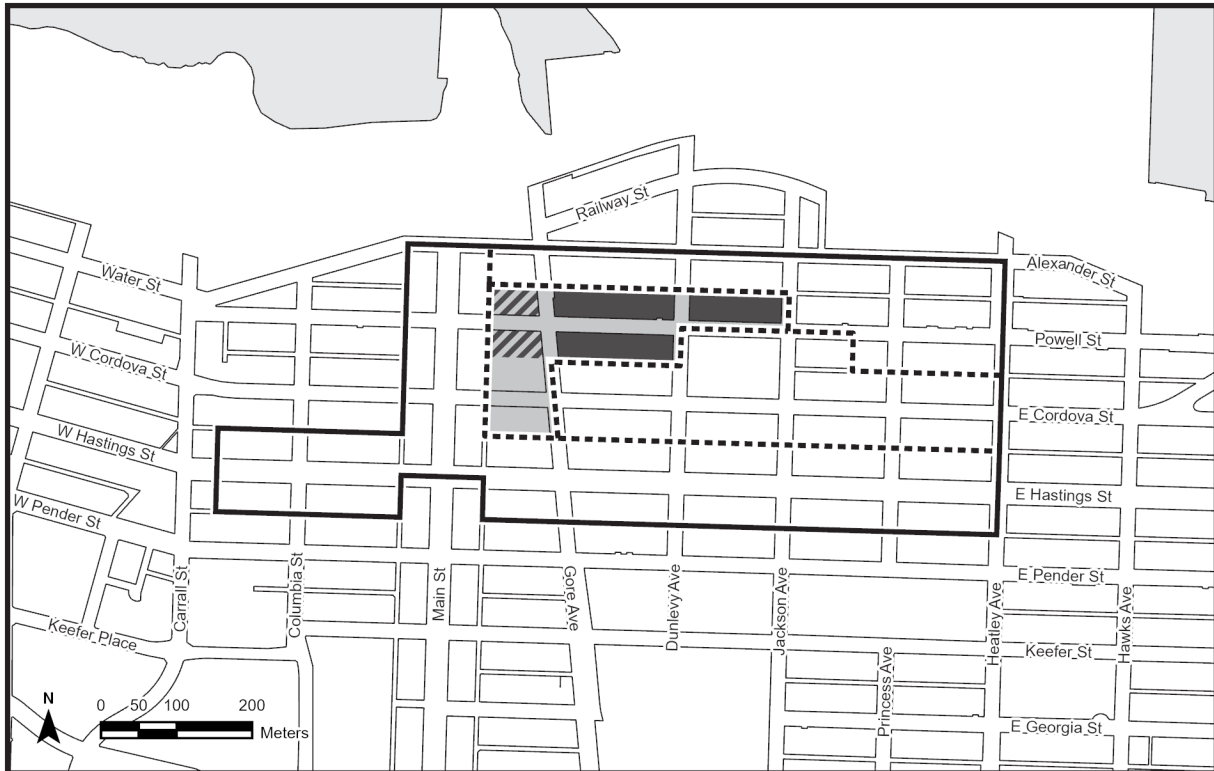 Railway St
Water St
Alexander St
Powell St
W Cordova St
E Cordova St
W Hastings St
E Hastings St
W Pender St
E Pender St
Carrall St
Columbia St
Main St
Gore Ave
Dunlevy Ave
Jackson Ave
Princess Ave
Heatley Ave
Hawks Ave
Keefer Place
Keefer St
E Georgia St
N
0 50 100 200
Meters